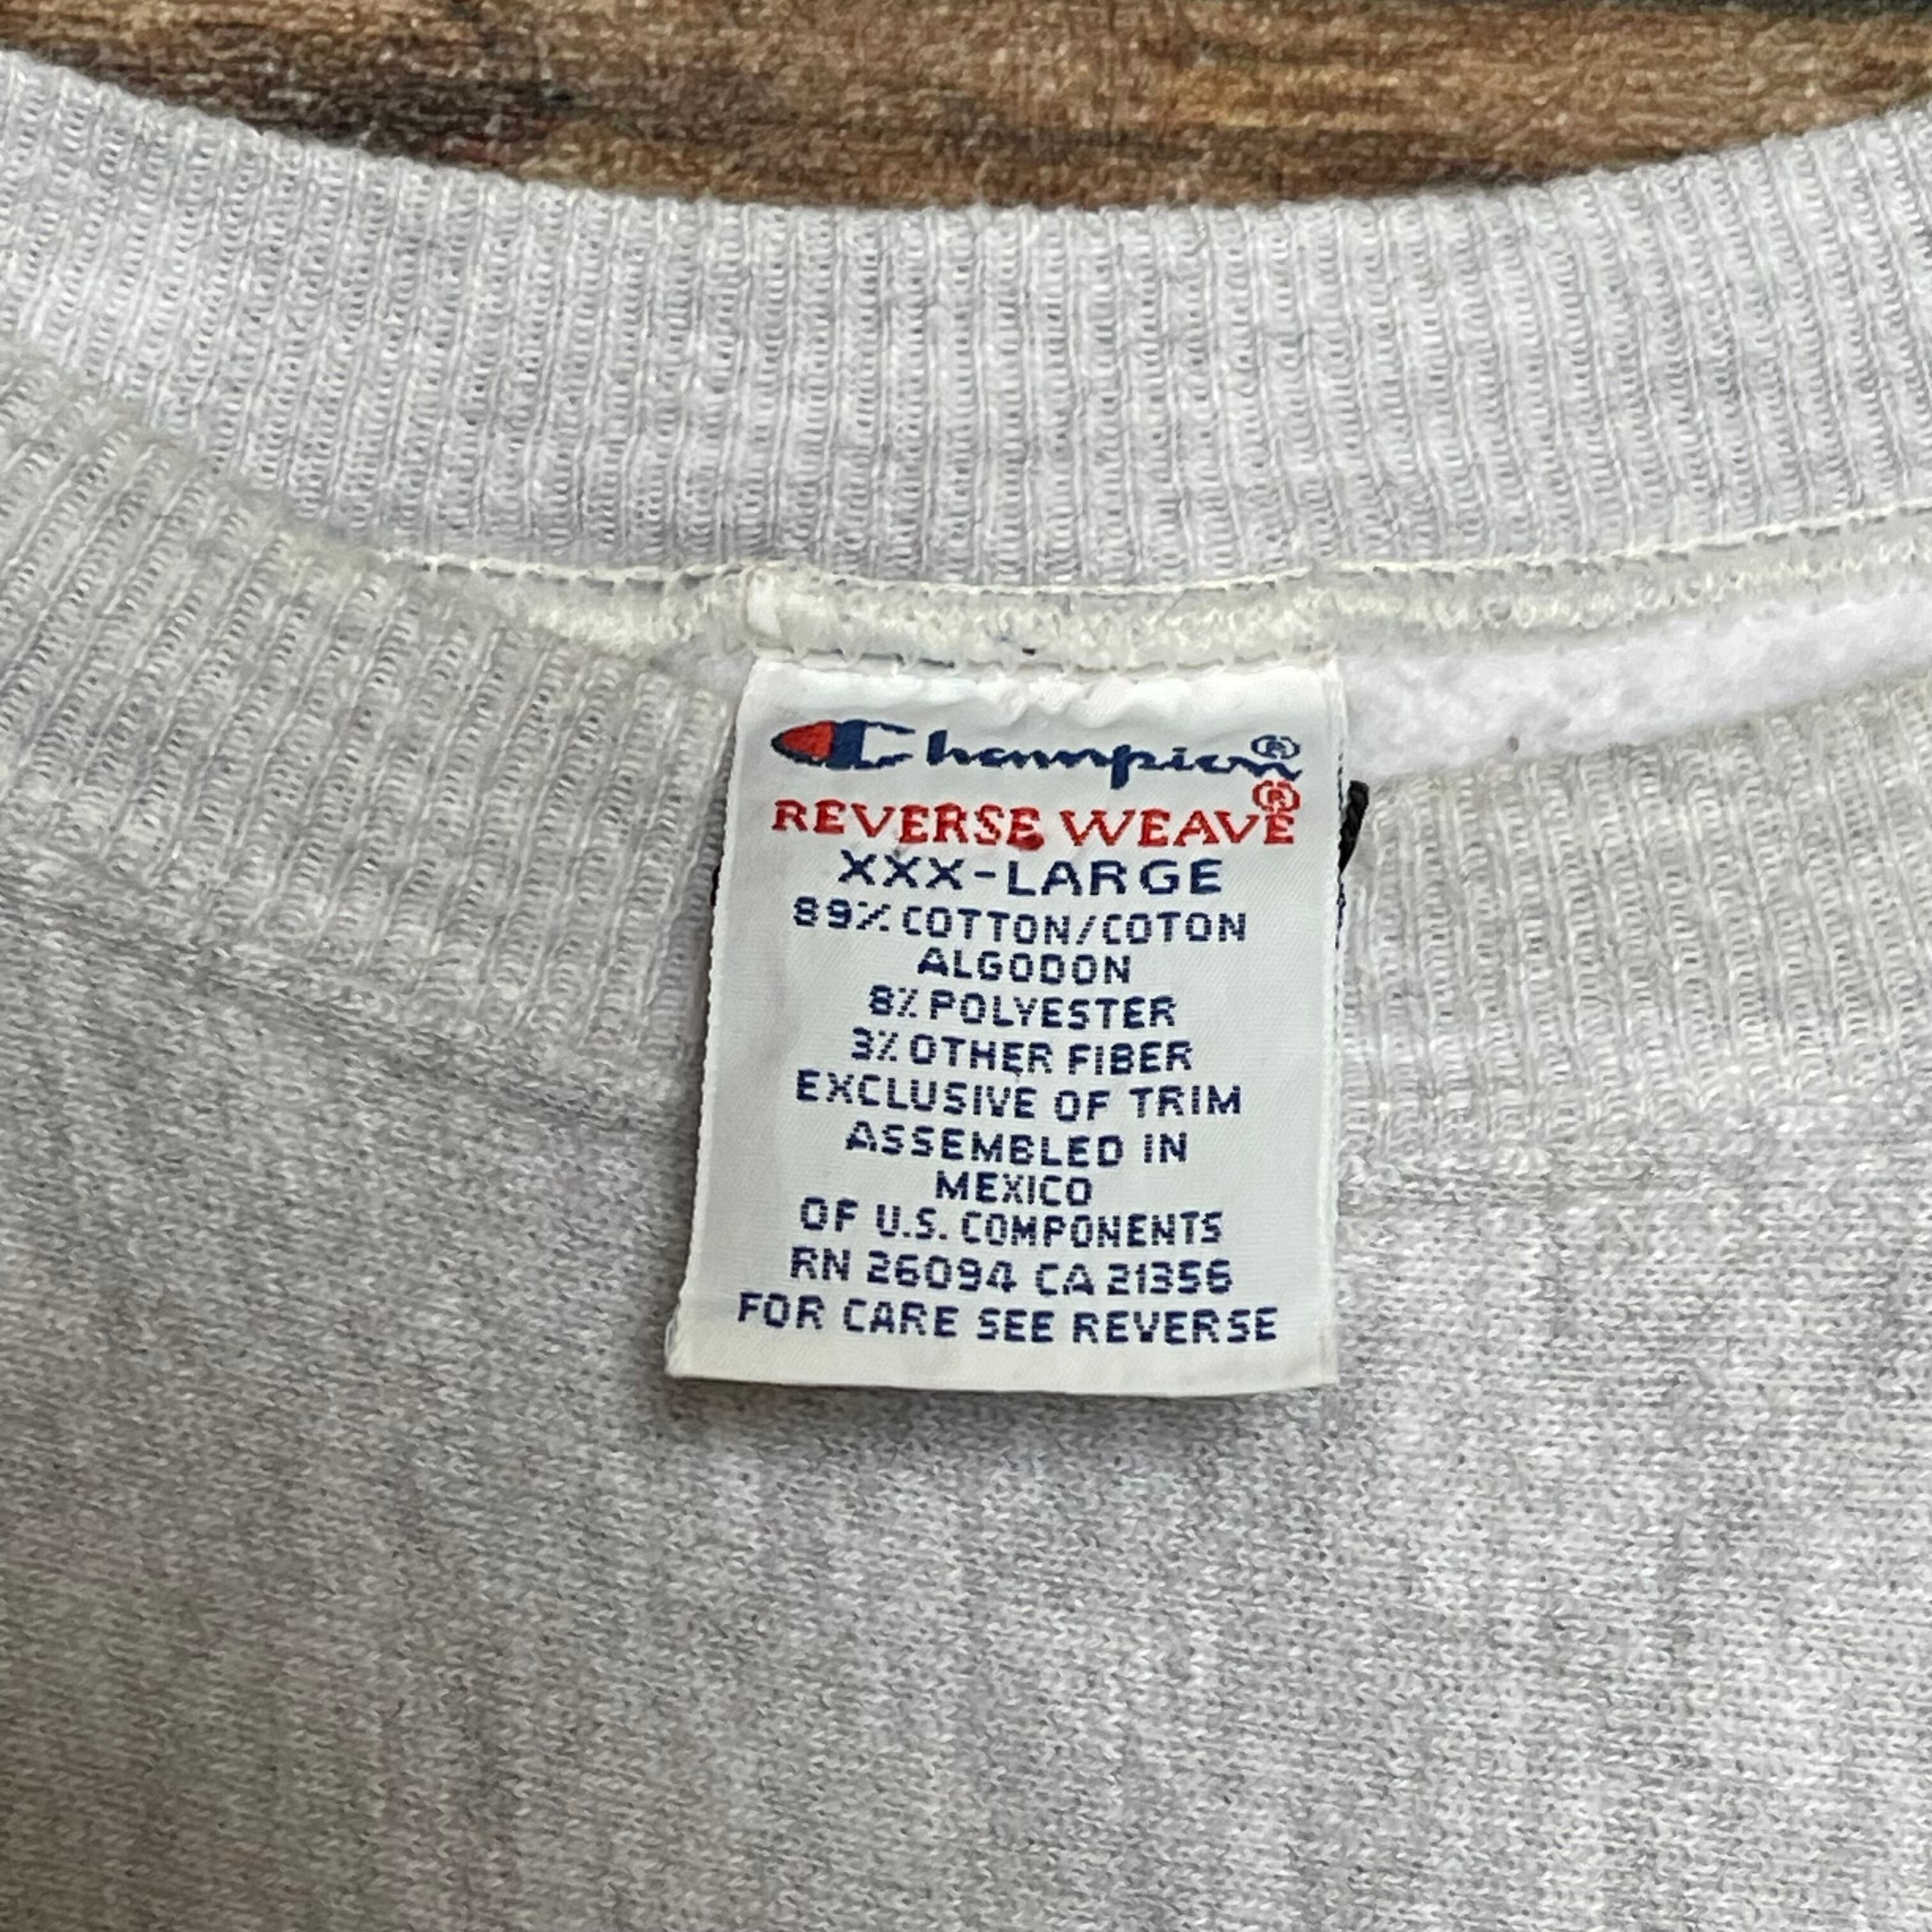 Champion®
REVERSE WEAVE®
XXX-LARGE
89% COTTON/COTON
ALGODON
8% POLYESTER
3% OTHER FIBER
EXCLUSIVE OF TRIM
ASSEMBLED IN
MEXICO
OF U.S. COMPONENTS
RN 26094 CA 21356
FOR CARE SEE REVERSE